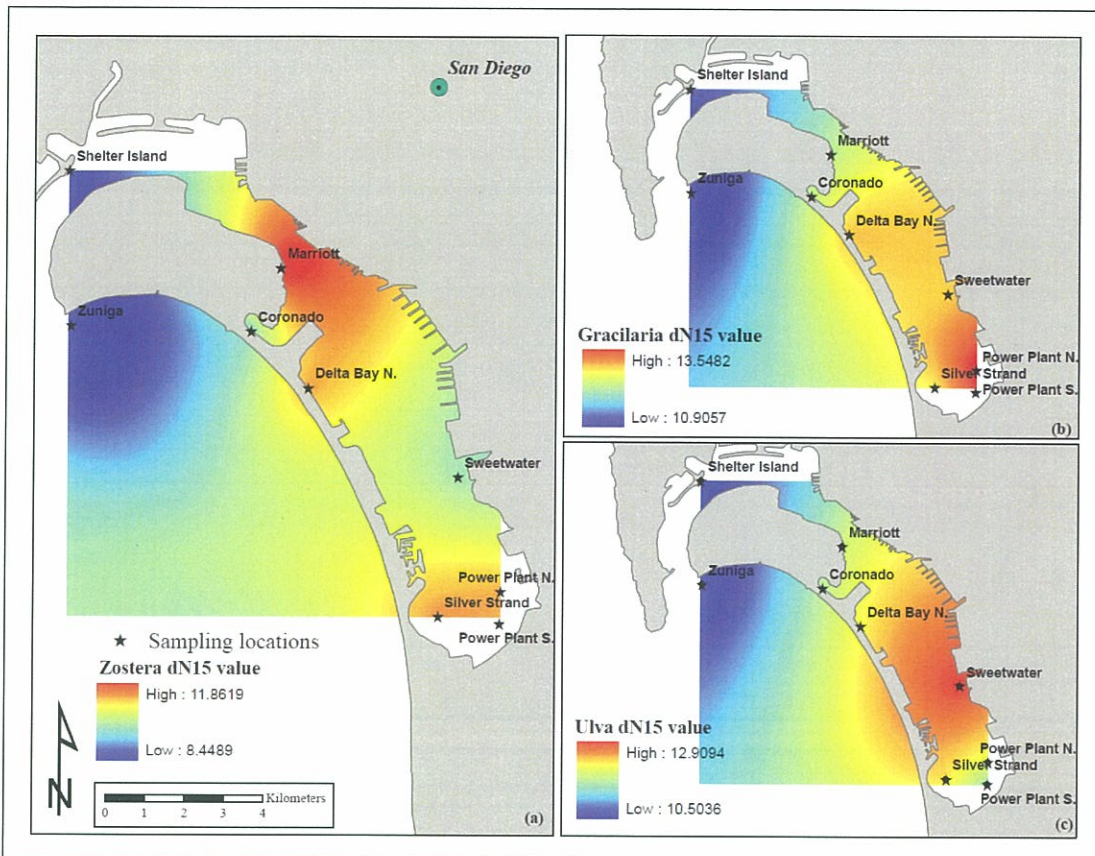 San Diego
Shelter Island
Marriott
Zuniga
Coronado
Delta Bay N.
Sweetwater
Power Plant N.
Silver Strand
Power Plant S.
Sampling locations
Zostera dN15 value
High : 11.8619
Low : 8.4489
N
Kilometers
0 1 2 3 4
(a)
Shelter Island
Marriott
Zuniga
Coronado
Delta Bay N.
Sweetwater
Gracilaria dN15 value
High : 13.5482
Power Plant N.
Silver Strand
Low : 10.9057
Power Plant S.
(b)
Shelter Island
Marriott
Zuniga
Coronado
Delta Bay N.
Sweetwater
Ulva dN15 value
High : 12.9094
Power Plant N.
Silver Strand
Low : 10.5036
Power Plant S.
(c)